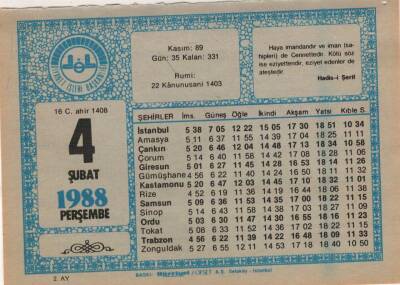 DİYANET İŞLERİ BAŞKANLIĞI
16 C. ahir 1408
4
ŞUBAT
1988
PERŞEMBE
2. AY
Kasım: 89
Gün: 35 Kalan: 331
Rumi:
22 Kânunusani 1403
Haya imandandır ve iman (sa-
hipleri) de Cennettedir. Kötü söz
ise eziyettendir, eziyet edenler de
ateştedir.
Hadis-i Şerif
ŞEHİRLER İms. Güneş Öğle İkindi Akşam Yatsı Kıble S.
İstanbul 5 38 7 05 12 22 15 05 17 30 18 51 10 34
Amasya 5 11 6 37 11 55 14 39 17 04 18 25 11 11
Çankırı 5 20 6 46 12 04 14 48 17 13 18 34 10 58
Çorum 5 14 6 40 11 58 14 42 17 08 18 28 11 06
Giresun 5 01 6 27 11 45 14 28 16 53 18 14 11 26
Gümüşhane 4 56 6 22 11 40 14 24 16 50 18 10 11 31
Kastamonu 5 20 6 47 12 03 14 45 17 10 18 32 11 01
Rize 4 52 6 19 11 36 14 19 16 44 18 06 11 38
Samsun 5 09 6 36 11 53 14 35 17 00 18 22 11 15
Sinop 5 14 6 43 11 58 14 38 17 03 18 27 11 09
Ordu 5 03 6 30 11 47 14 30 16 55 18 16 11 23
Tokat 5 08 6 33 11 52 14 36 17 02 18 22 11 15
Trabzon 4 56 6 22 11 39 14 22 16 48 18 09 11 33
Zonguldak 5 27 6 55 12 11 14 53 17 18 18 40 10 50
BASKI: OFSET A.Ş. Sefaköy - İstanbul